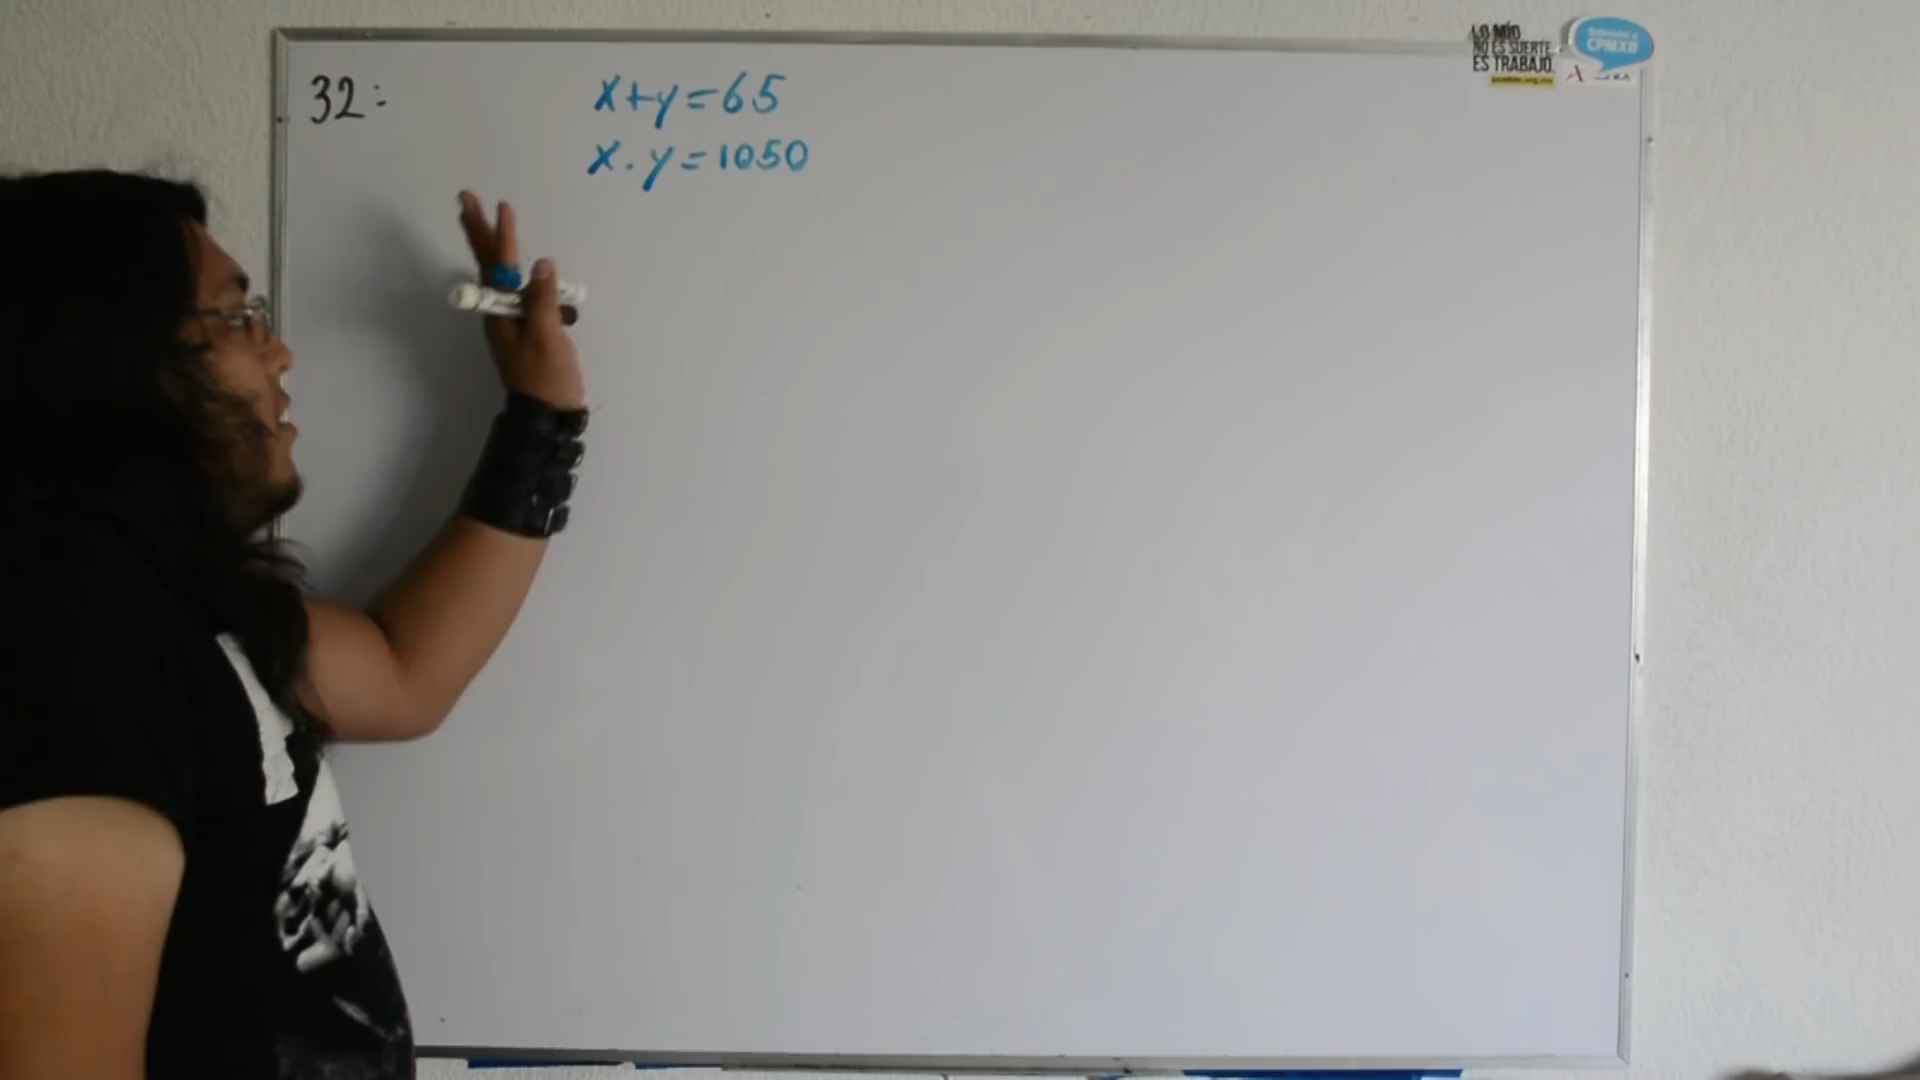 32:
x+y=65
x.y=1050
LO MÍO
NO ES SUERTE
ES TRABAJO.
CPMX8